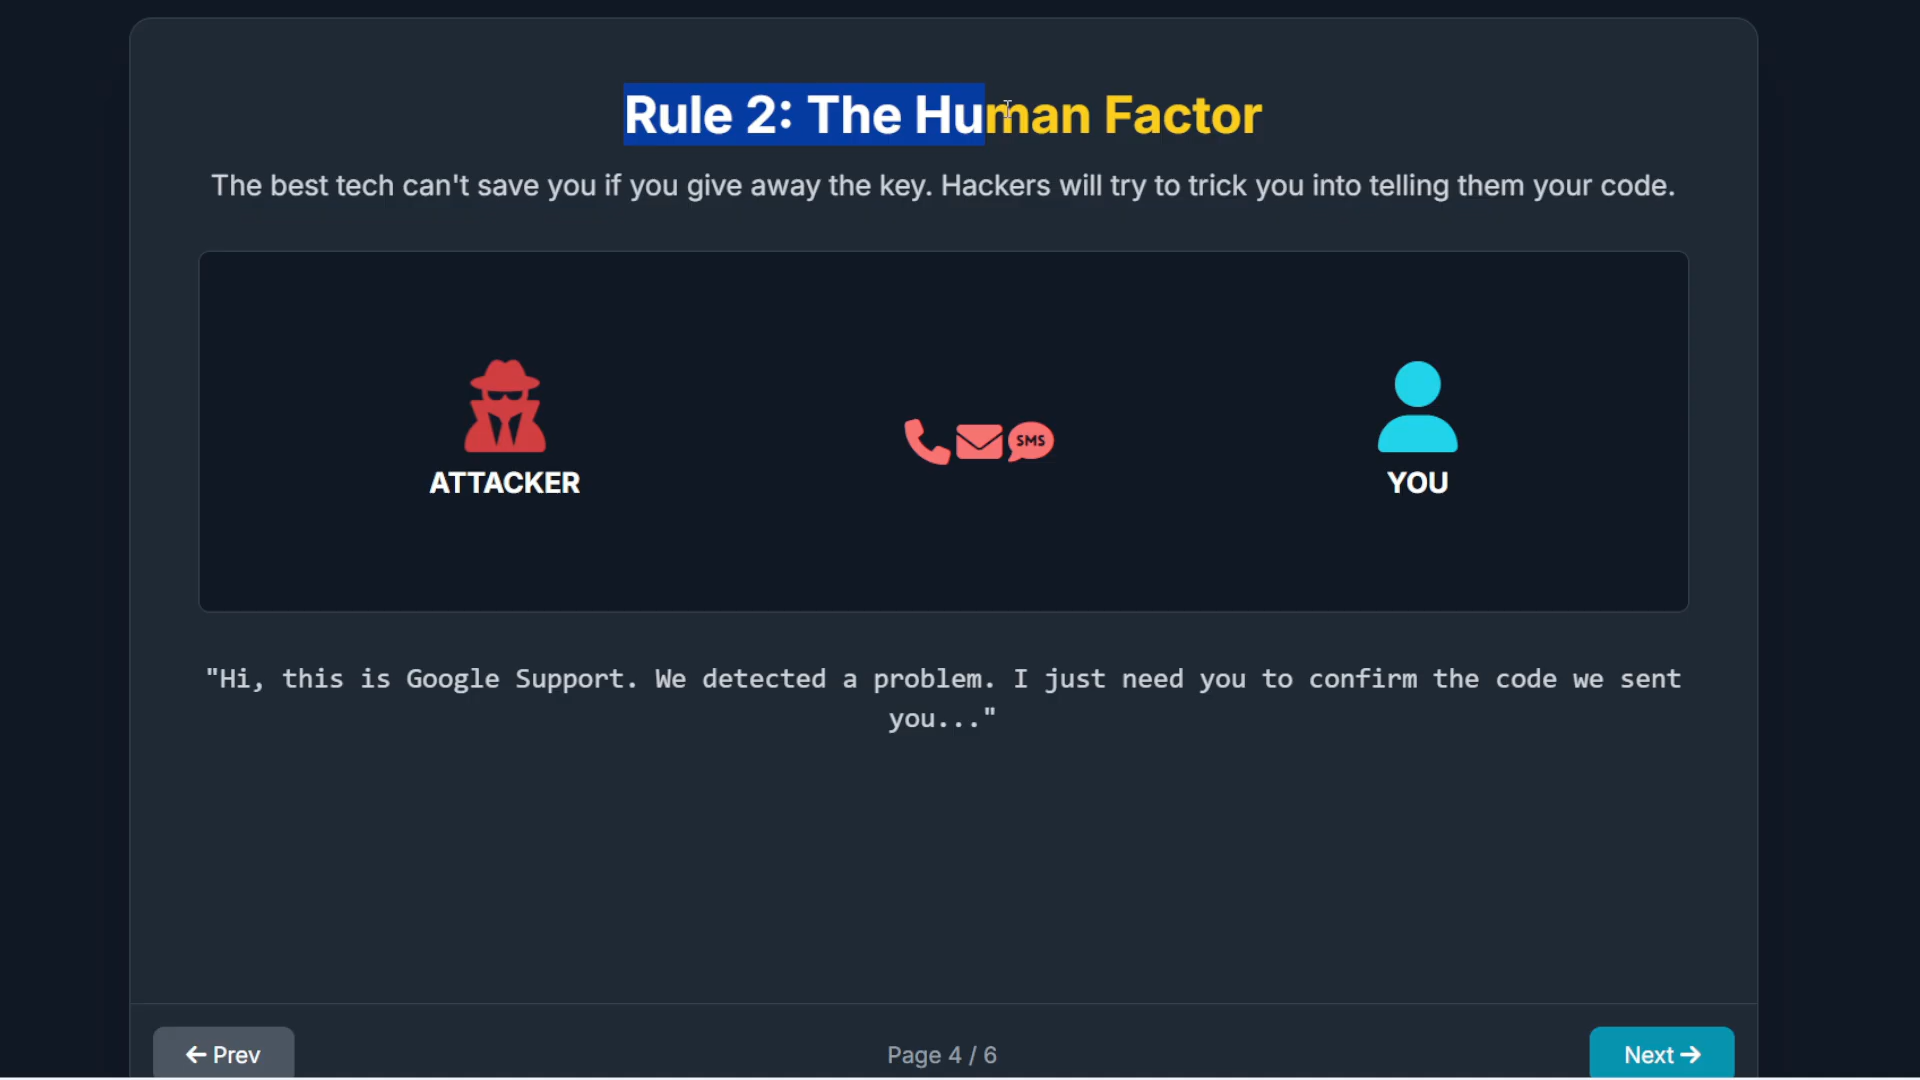 Rule 2: The Human Factor
The best tech can't save you if you give away the key. Hackers will try to trick you into telling them your code.
SMS
ATTACKER
YOU
"Hi, this is Google Support. We detected a problem. I just need you to confirm the code we sent
you..."
← Prev
Page 4 / 6
Next →